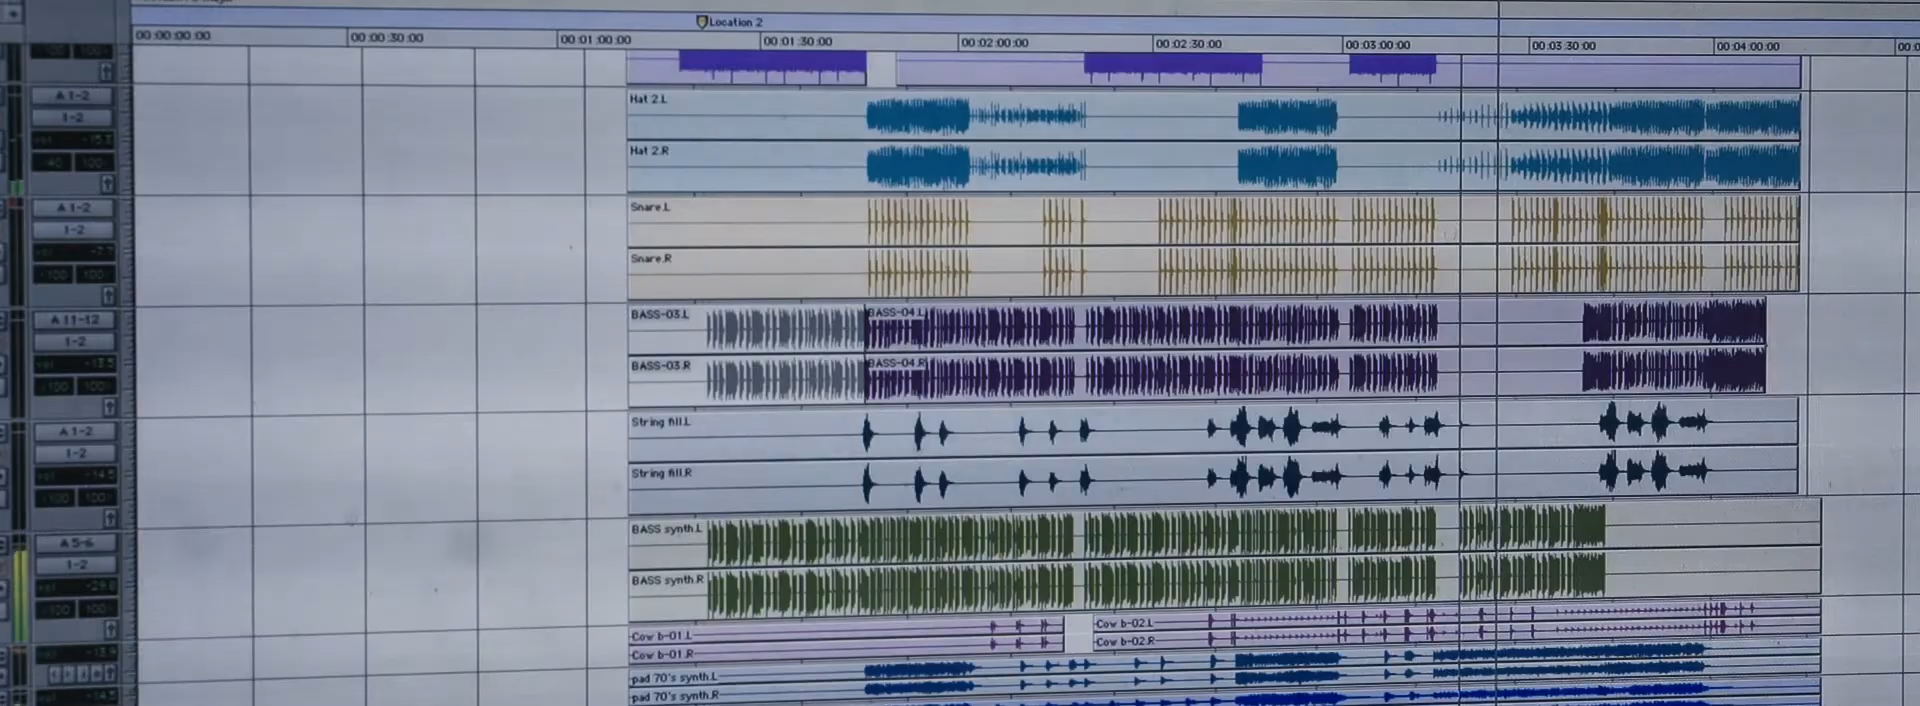 Location 2
00:00:00:00 00:00:30:00 00:01:00:00 00:01:30:00 00:02:00:00 00:02:30:00 00:03:00:00 00:03:30:00 00:04:00:00
A 1-2
1-2
Hat 2.L
Hat 2.R
A 1-2
1-2
Snare.L
Snare.R
A 11-12
1-2
BASS-03.L BASS-04.L
BASS-03.R BASS-04.R
A 1-2
1-2
String fill.L
String fill.R
A 5-6
1-2
BASS synth.L
BASS synth.R
Cow b-01.L Cow b-02.L
Cow b-01.R Cow b-02.R
pad 70's synth.L
pad 70's synth.R